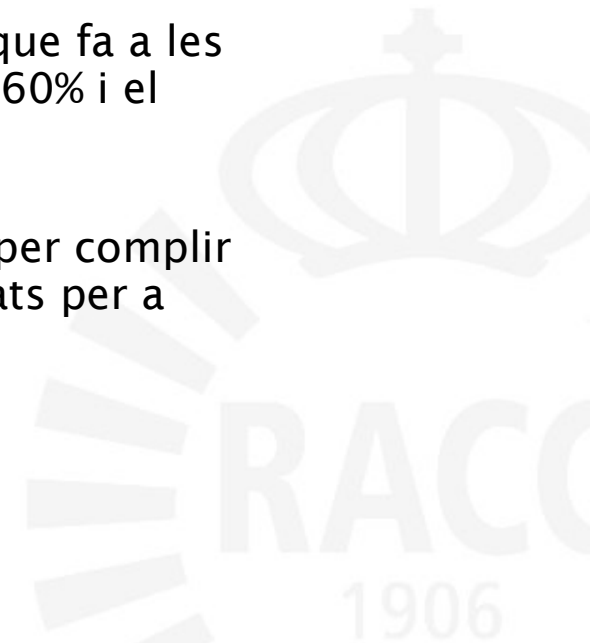 que fa a les
60% i el
per complir
ats per a
RACC
1906